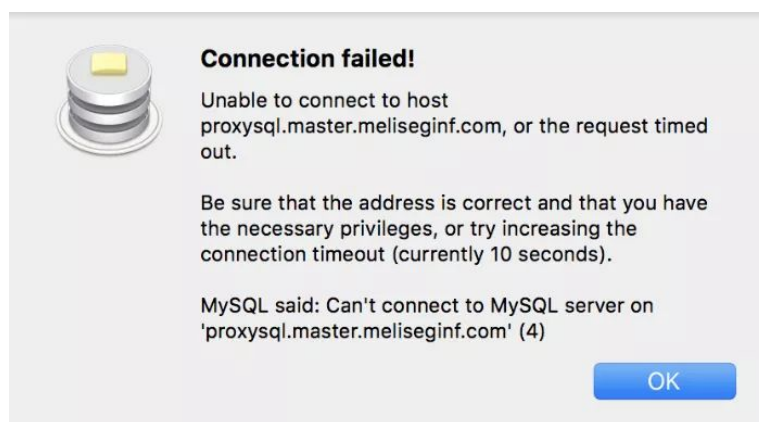 Connection failed!
Unable to connect to host
proxysql.master.meliseginf.com, or the request timed
out.
Be sure that the address is correct and that you have
the necessary privileges, or try increasing the
connection timeout (currently 10 seconds).
MySQL said: Can't connect to MySQL server on
'proxysql.master.meliseginf.com' (4)
OK